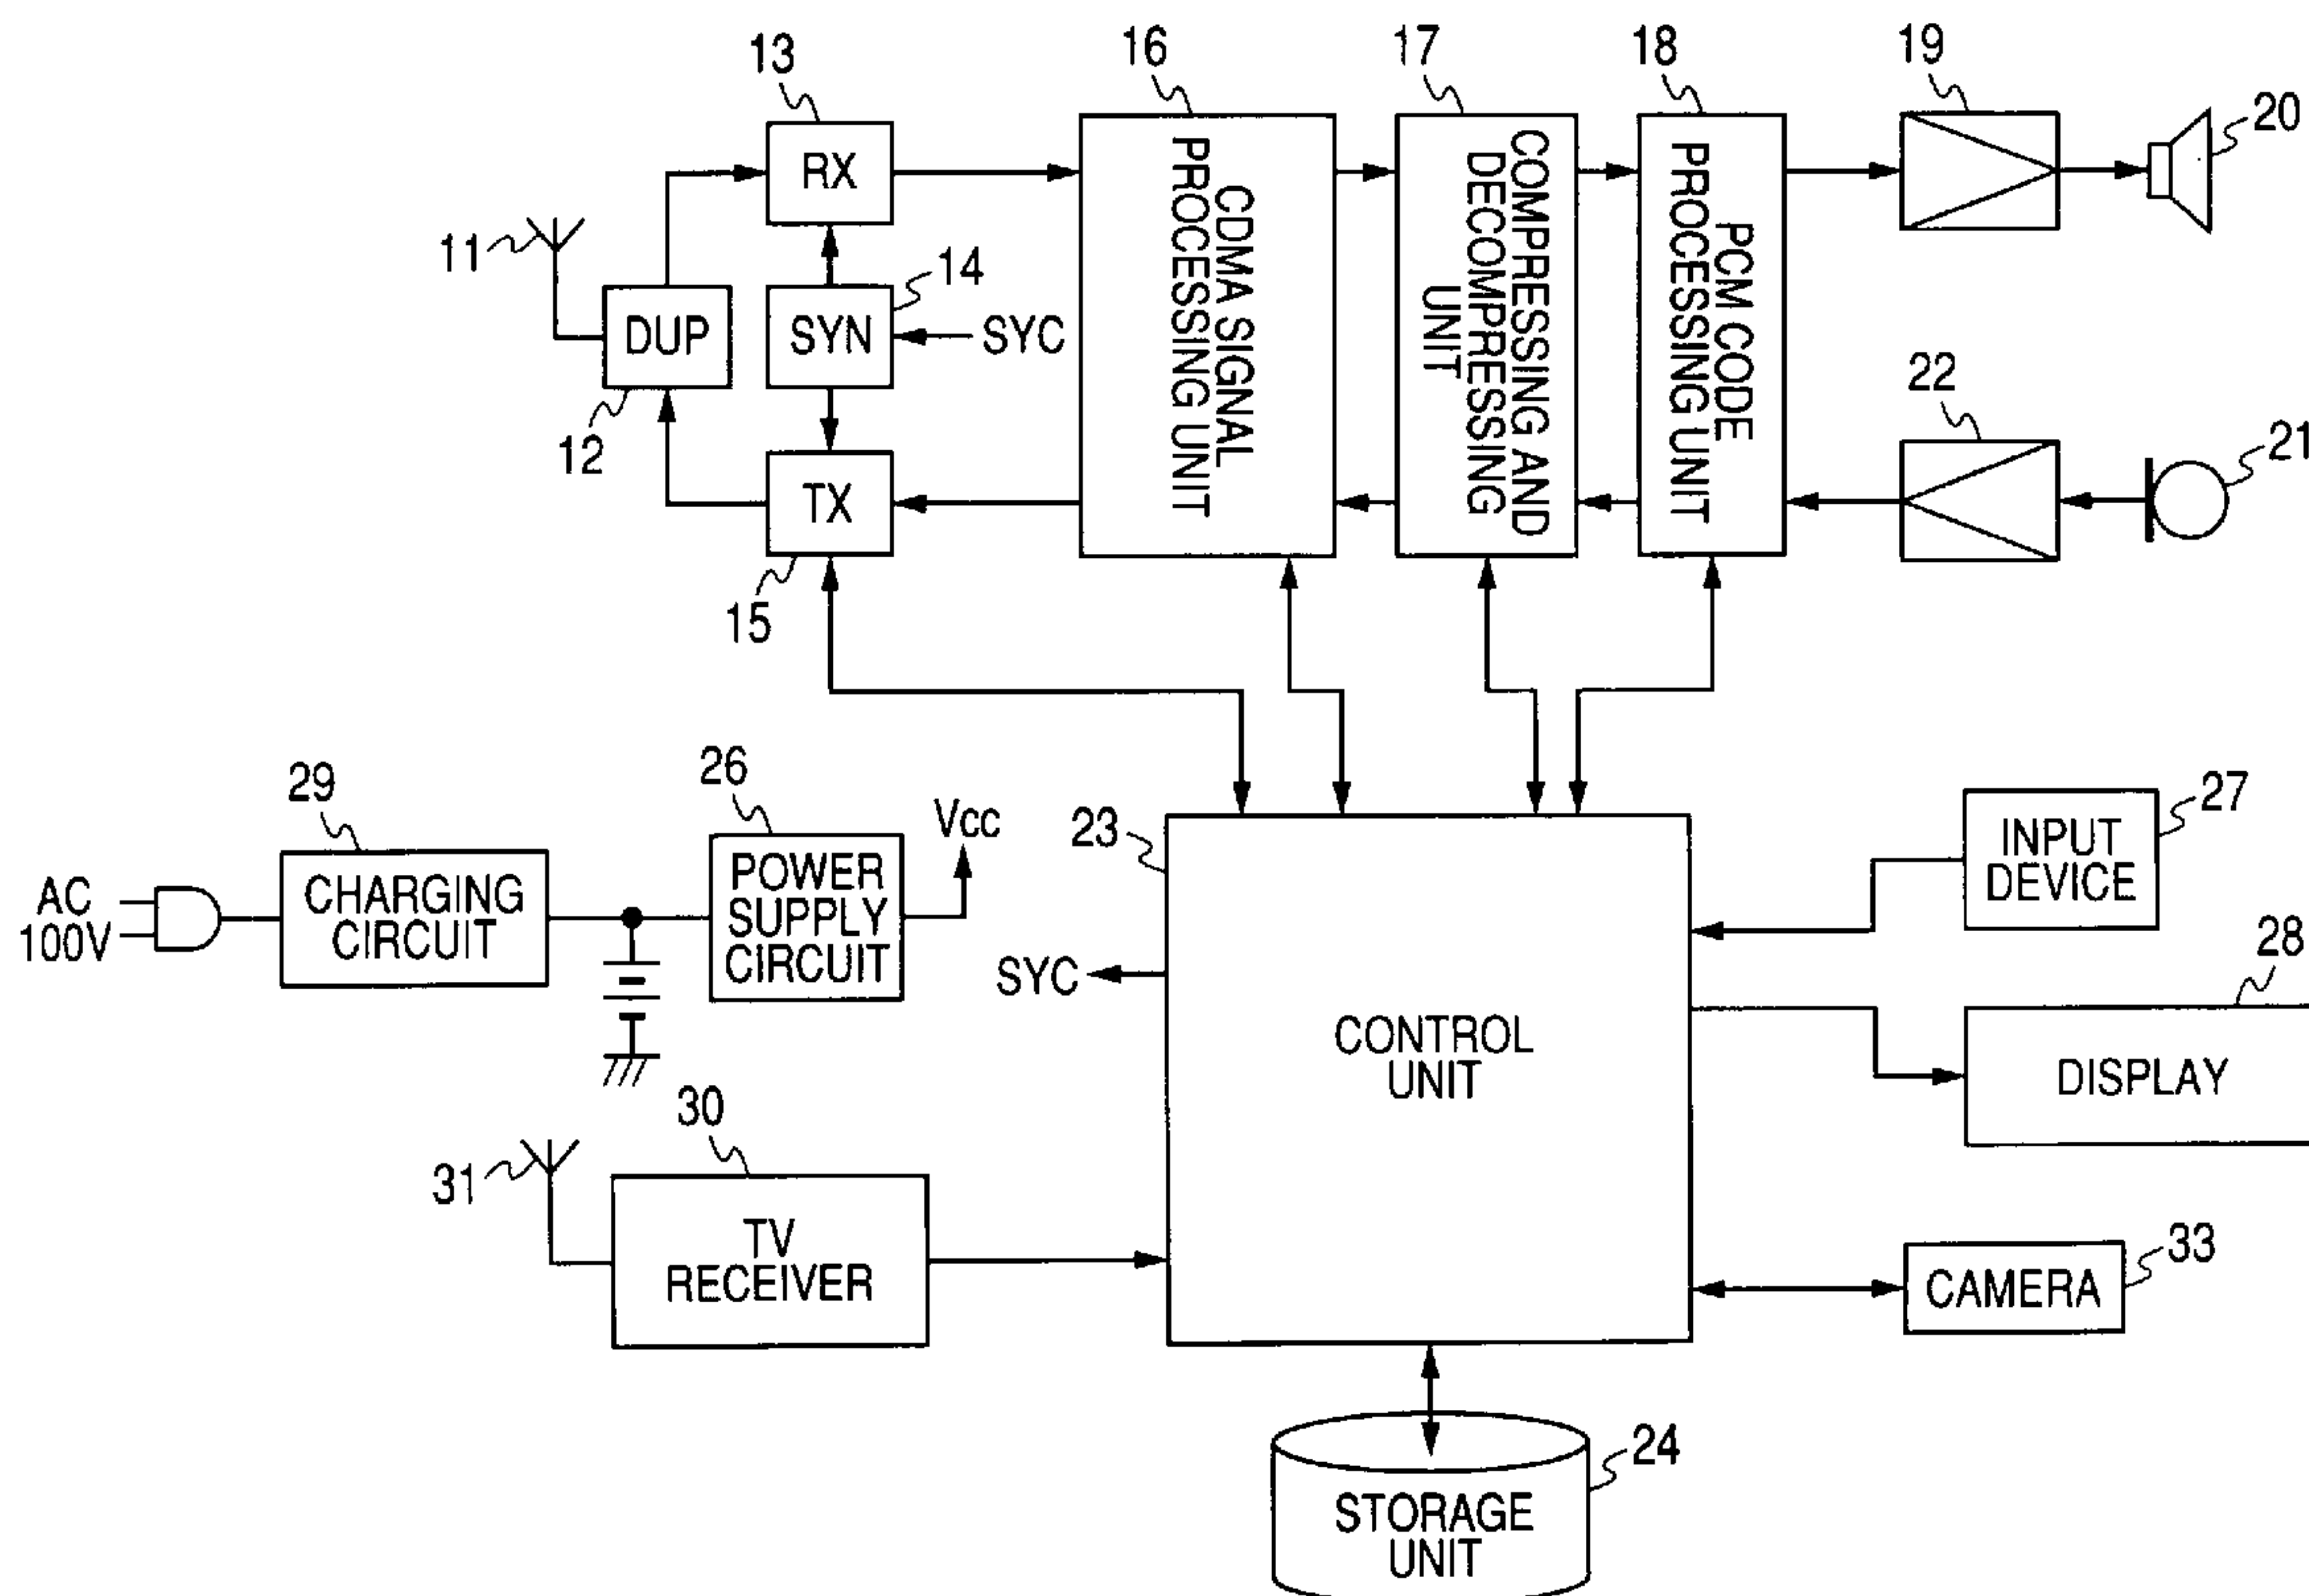 13
16
17
18
19
20
RX
CDMA SIGNAL
PROCESSING UNIT
COMPRESSING AND
DECOMPRESSING
UNIT
PCM CODE
PROCESSING UNIT
11
14
DUP
SYN
SYC
12
22
21
TX
15
29
26
Vcc
23
27
INPUT
DEVICE
AC
100V
CHARGING
CIRCUIT
POWER
SUPPLY
CIRCUIT
SYC
28
CONTROL
UNIT
DISPLAY
30
31
TV
RECEIVER
33
CAMERA
24
STORAGE
UNIT